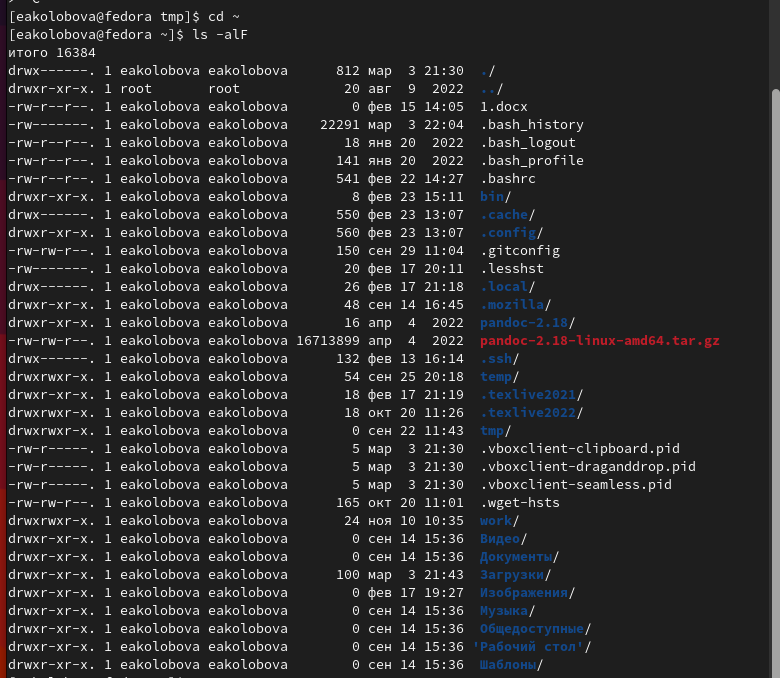 [eakolobova@fedora tmp]$ cd ~
[eakolobova@fedora ~]$ ls -alF
итого 16384
drwx------. 1 eakolobova eakolobova      812 мар  3 21:30  ./
drwxr-xr-x. 1 root       root             20 авг  9  2022  ../
-rw-r--r--. 1 eakolobova eakolobova        0 фев 15 14:05  1.docx
-rw-------. 1 eakolobova eakolobova    22291 мар  3 22:04  .bash_history
-rw-r--r--. 1 eakolobova eakolobova       18 янв 20  2022  .bash_logout
-rw-r--r--. 1 eakolobova eakolobova      141 янв 20  2022  .bash_profile
-rw-r--r--. 1 eakolobova eakolobova      541 фев 22 14:27  .bashrc
drwxr-xr-x. 1 eakolobova eakolobova        8 фев 23 15:11  bin/
drwx------. 1 eakolobova eakolobova      550 фев 23 13:07  .cache/
drwxr-xr-x. 1 eakolobova eakolobova      560 фев 23 13:07  .config/
-rw-rw-r--. 1 eakolobova eakolobova      150 сен 29 11:04  .gitconfig
-rw-------. 1 eakolobova eakolobova       20 фев 17 20:11  .lesshst
drwx------. 1 eakolobova eakolobova       26 фев 17 21:18  .local/
drwxr-xr-x. 1 eakolobova eakolobova       48 сен 14 16:45  .mozilla/
drwxr-xr-x. 1 eakolobova eakolobova       16 апр  4  2022  pandoc-2.18/
-rw-rw-r--. 1 eakolobova eakolobova 16713899 апр  4  2022  pandoc-2.18-linux-amd64.tar.gz
drwx------. 1 eakolobova eakolobova      132 фев 13 16:14  .ssh/
drwxrwxr-x. 1 eakolobova eakolobova       54 сен 25 20:18  temp/
drwxr-xr-x. 1 eakolobova eakolobova       18 фев 17 21:19  .texlive2021/
drwxrwxr-x. 1 eakolobova eakolobova       18 окт 20 11:26  .texlive2022/
drwxrwxr-x. 1 eakolobova eakolobova        0 сен 22 11:43  tmp/
-rw-r-----. 1 eakolobova eakolobova        5 мар  3 21:30  .vboxclient-clipboard.pid
-rw-r-----. 1 eakolobova eakolobova        5 мар  3 21:30  .vboxclient-draganddrop.pid
-rw-r-----. 1 eakolobova eakolobova        5 мар  3 21:30  .vboxclient-seamless.pid
-rw-rw-r--. 1 eakolobova eakolobova      165 окт 20 11:01  .wget-hsts
drwxrwxr-x. 1 eakolobova eakolobova       24 ноя 10 10:35  work/
drwxr-xr-x. 1 eakolobova eakolobova        0 сен 14 15:36  Видео/
drwxr-xr-x. 1 eakolobova eakolobova        0 сен 14 15:36  Документы/
drwxr-xr-x. 1 eakolobova eakolobova      100 мар  3 21:43  Загрузки/
drwxr-xr-x. 1 eakolobova eakolobova        0 фев 17 19:27  Изображения/
drwxr-xr-x. 1 eakolobova eakolobova        0 сен 14 15:36  Музыка/
drwxr-xr-x. 1 eakolobova eakolobova        0 сен 14 15:36  Общедоступные/
drwxr-xr-x. 1 eakolobova eakolobova        0 сен 14 15:36 'Рабочий стол'/
drwxr-xr-x. 1 eakolobova eakolobova        0 сен 14 15:36  Шаблоны/